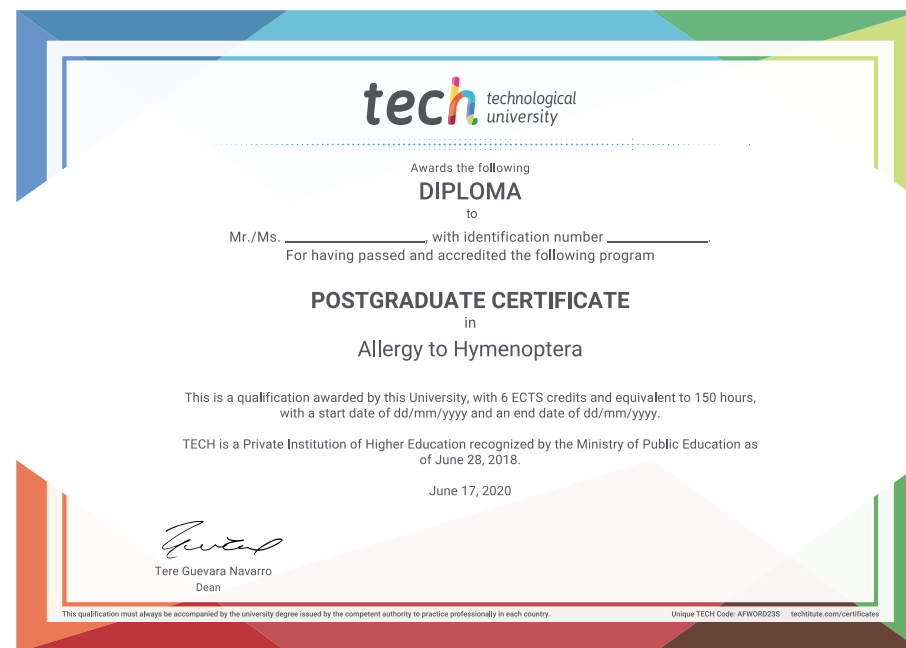 tech technological
university
Awards the following
DIPLOMA
to
Mr./Ms. ____________________, with identification number _______________.
For having passed and accredited the following program
POSTGRADUATE CERTIFICATE
in
Allergy to Hymenoptera
This is a qualification awarded by this University, with 6 ECTS credits and equivalent to 150 hours,
with a start date of dd/mm/yyyy and an end date of dd/mm/yyyy.
TECH is a Private Institution of Higher Education recognized by the Ministry of Public Education as
of June 28, 2018.
June 17, 2020
Tere Guevara Navarro
Dean
This qualification must always be accompanied by the university degree issued by the competent authority to practice professionally in each country. Unique TECH Code: AFWORD23S techtitute.com/certificates